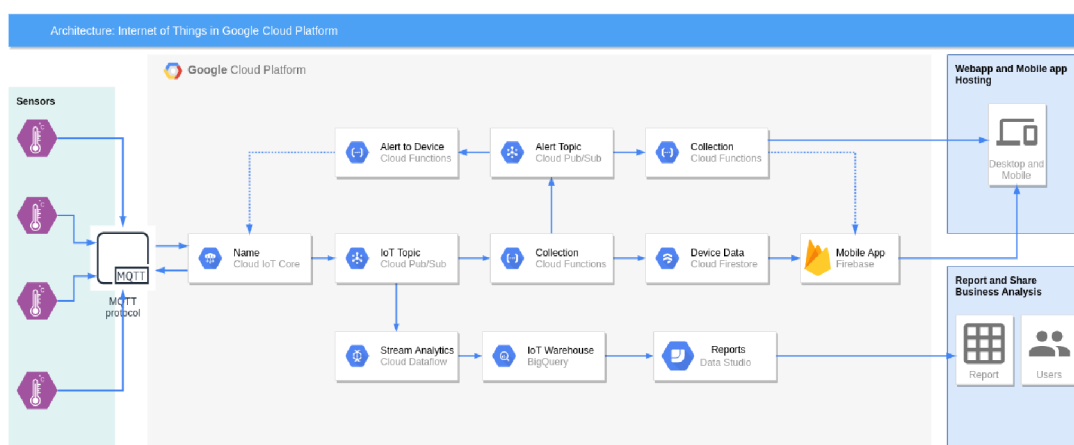 Architecture: Internet of Things in Google Cloud Platform
Google Cloud Platform
Webapp and Mobile app
Hosting
Sensors
Alert to Device
Cloud Functions
Alert Topic
Cloud Pub/Sub
Collection
Cloud Functions
Desktop and
Mobile
MQTT
MQTT
protocol
Name
Cloud IoT Core
IoT Topic
Cloud Pub/Sub
Collection
Cloud Functions
Device Data
Cloud Firestore
Mobile App
Firebase
Report and Share
Business Analysis
Stream Analytics
Cloud Dataflow
IoT Warehouse
BigQuery
Reports
Data Studio
Report
Users